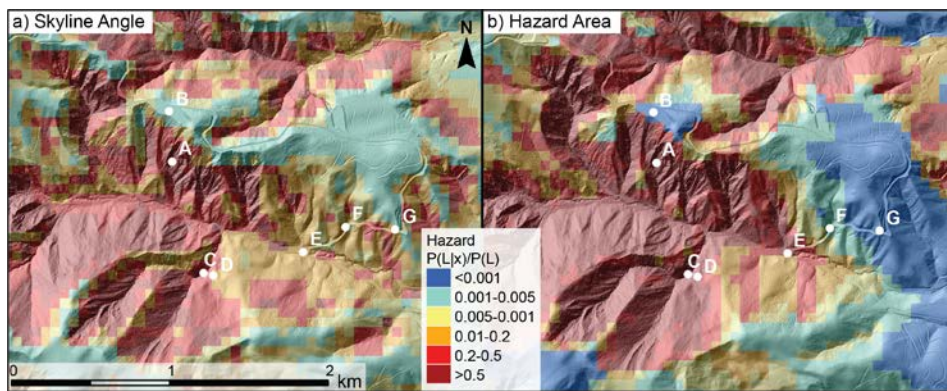 a) Skyline Angle
N
b) Hazard Area
B
A
C
D
E
F
G
B
A
C
D
E
F
G
Hazard
P(L|x)/P(L)
<0.001
0.001-0.005
0.005-0.001
0.01-0.2
0.2-0.5
>0.5
0 1 2
km